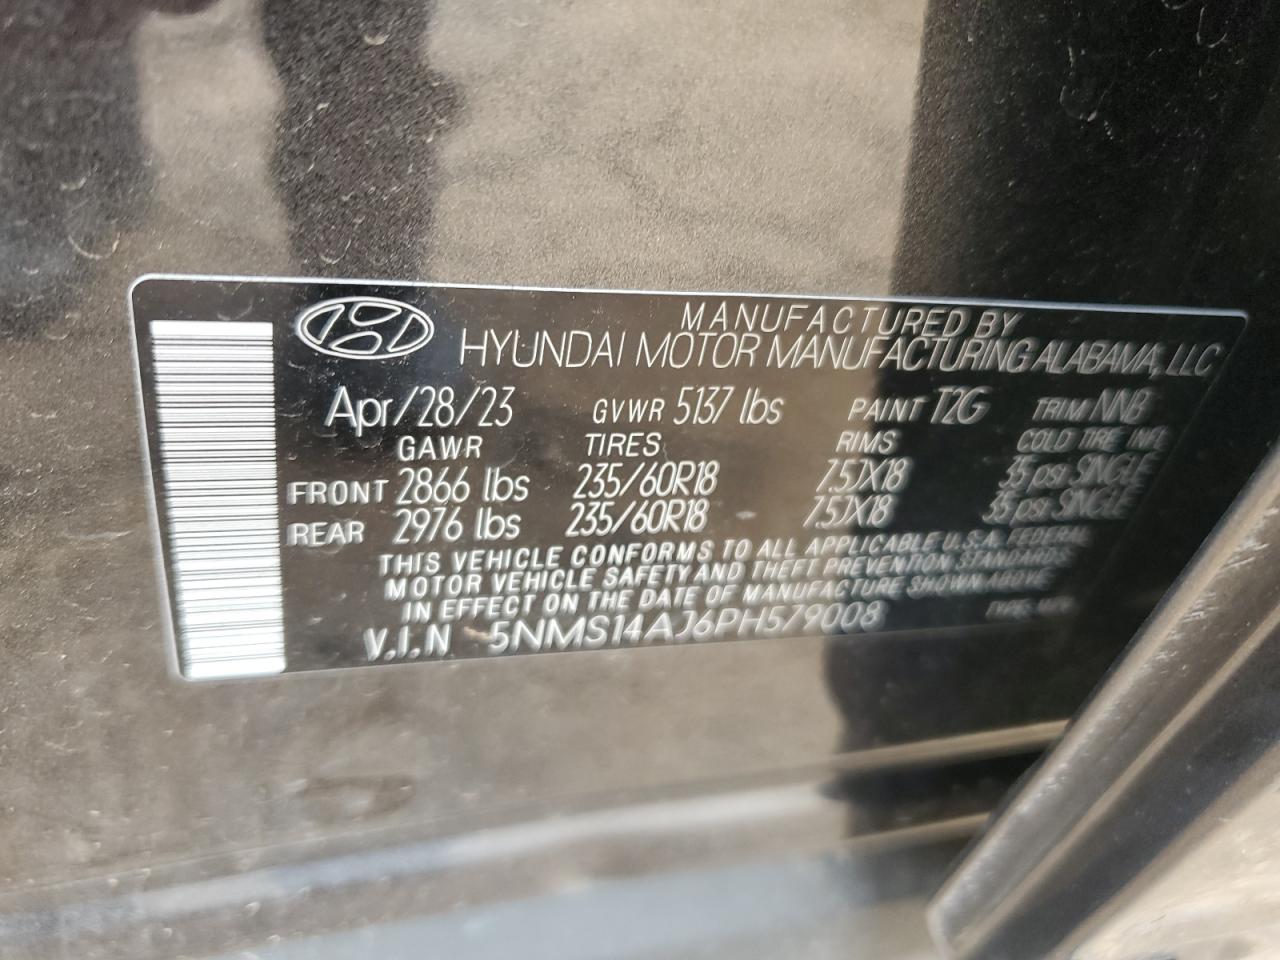 MANUFACTURED BY
HYUNDAI MOTOR MANUFACTURING ALABAMA, LLC
Apr/28/23 GVWR 5137 lbs PAINT T2G TRIM NNB
GAWR TIRES RIMS COLD TIRE INF.
FRONT 2866 lbs 235/60R18 7.5JX18 35 psi SINGLE
REAR 2976 lbs 235/60R18 7.5JX18 35 psi SINGLE
THIS VEHICLE CONFORMS TO ALL APPLICABLE U.S.A. FEDERAL
MOTOR VEHICLE SAFETY AND THEFT PREVENTION STANDARDS
IN EFFECT ON THE DATE OF MANUFACTURE SHOWN ABOVE
V.I.N 5NMS14AJ6PH579008 TYPE: